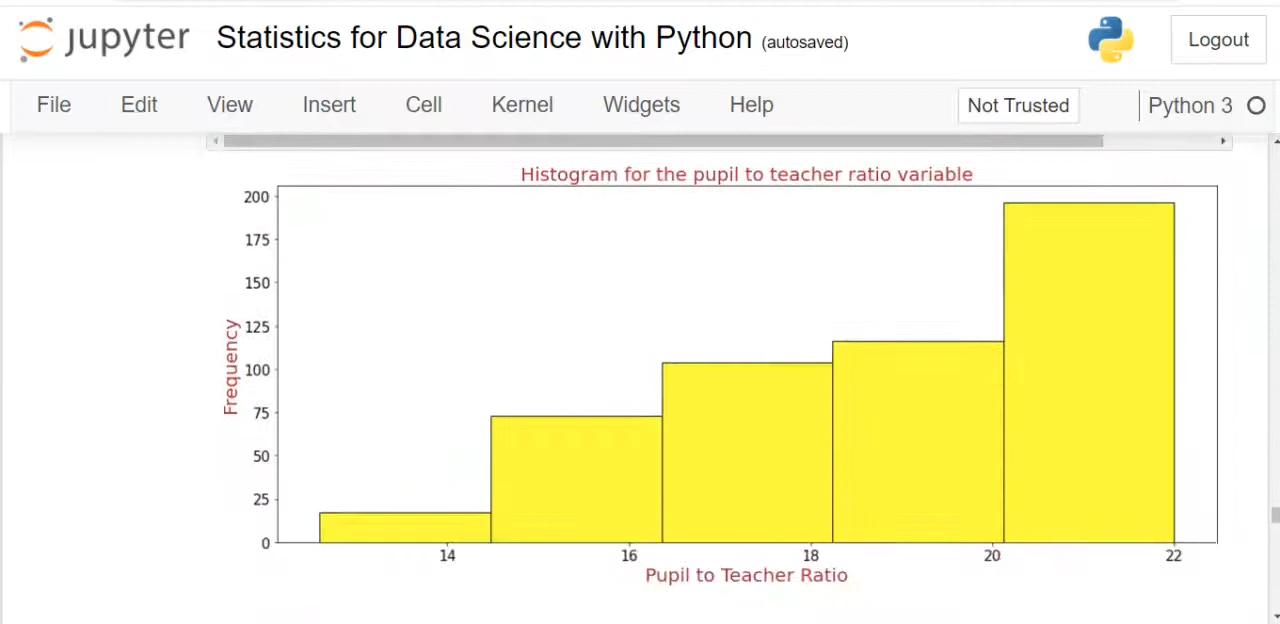 jupyter Statistics for Data Science with Python (autosaved) Logout
File Edit View Insert Cell Kernel Widgets Help Not Trusted Python 3
Histogram for the pupil to teacher ratio variable
200
175
150
125
100
75
50
25
0
Frequency
14 16 18 20 22
Pupil to Teacher Ratio